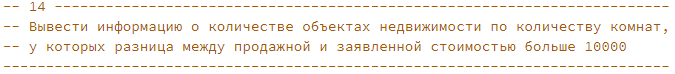 -- 14 -----------------------------------------------------------------------
-- Вывести информацию о количестве объектах недвижимости по количеству комнат,
-- у которых разница между продажной и заявленной стоимостью больше 10000
------------------------------------------------------------------------------